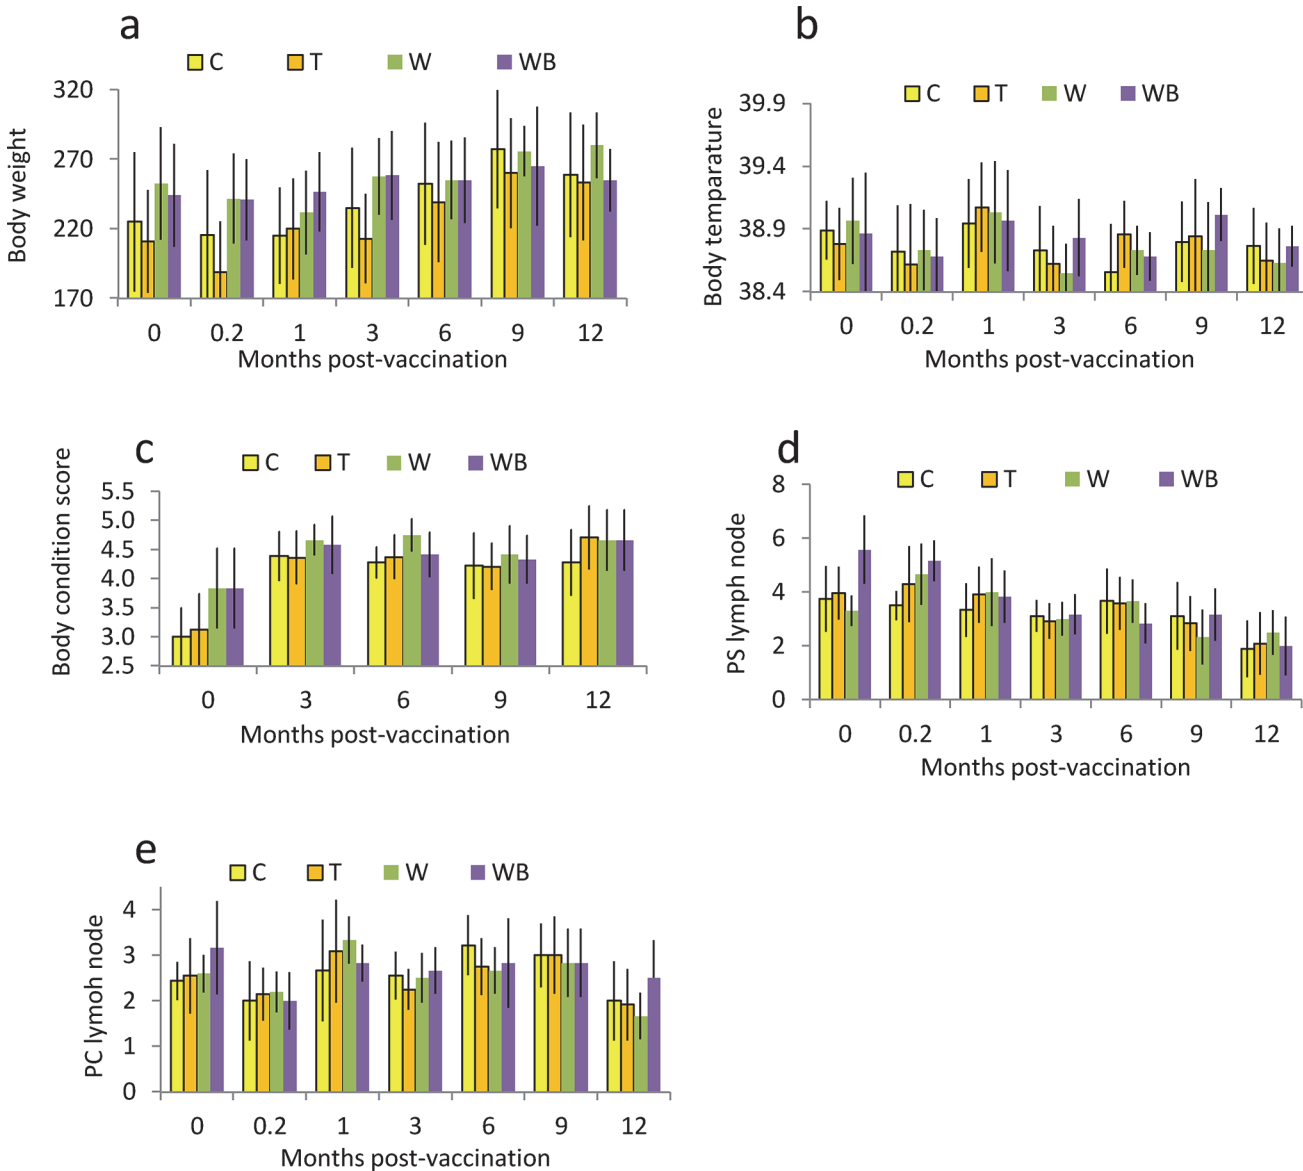 a
C T W WB
Body weight
320
270
220
170
0 0.2 1 3 6 9 12
Months post-vaccination
b
C T W WB
Body temparature
39.9
39.4
38.9
38.4
0 0.2 1 3 6 9 12
Months post-vaccination
c
C T W WB
Body condition score
5.5
5.0
4.5
4.0
3.5
3.0
2.5
0 3 6 9 12
Months post-vaccination
d
C T W WB
PS lymph node
8
6
4
2
0
0 0.2 1 3 6 9 12
Months post-vaccination
e
C T W WB
PC lymoh node
4
3
2
1
0
0 0.2 1 3 6 9 12
Months post-vaccination